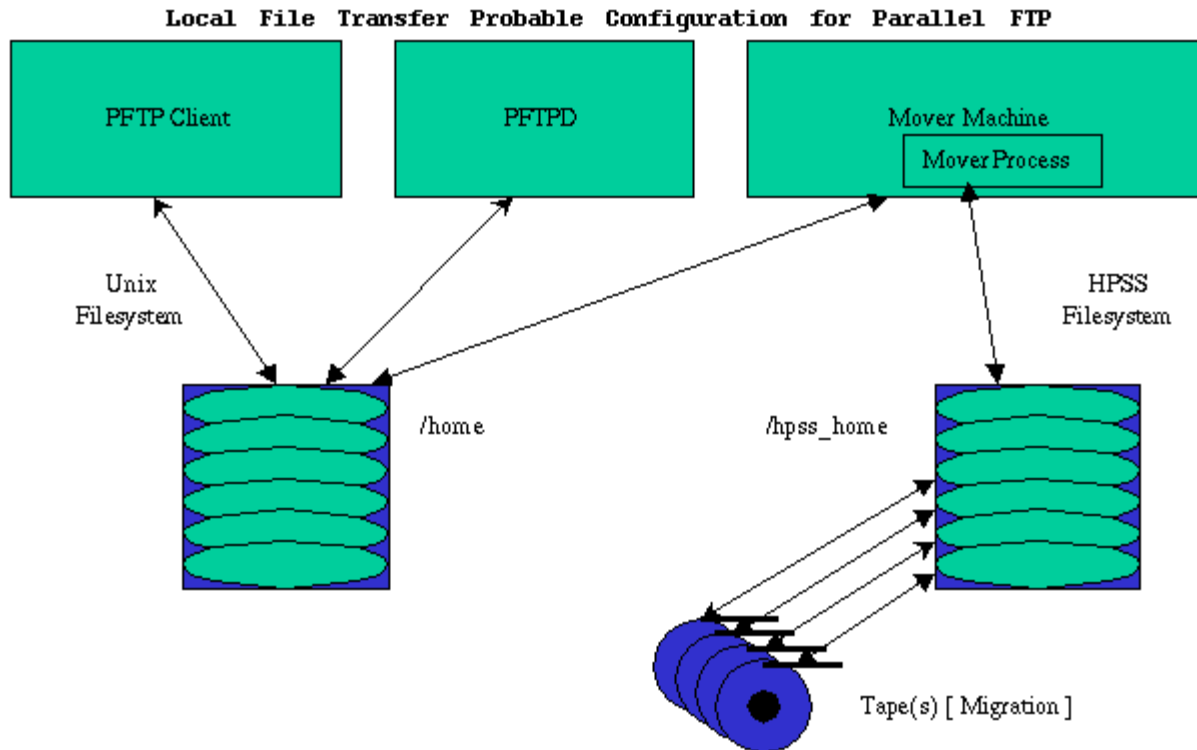 Local File Transfer Probable Configuration for Parallel FTP
PFTP Client
PFTPD
Mover Machine
Mover Process
Unix
Filesystem
HPSS
Filesystem
/home
/hpss_home
Tape(s) [ Migration ]